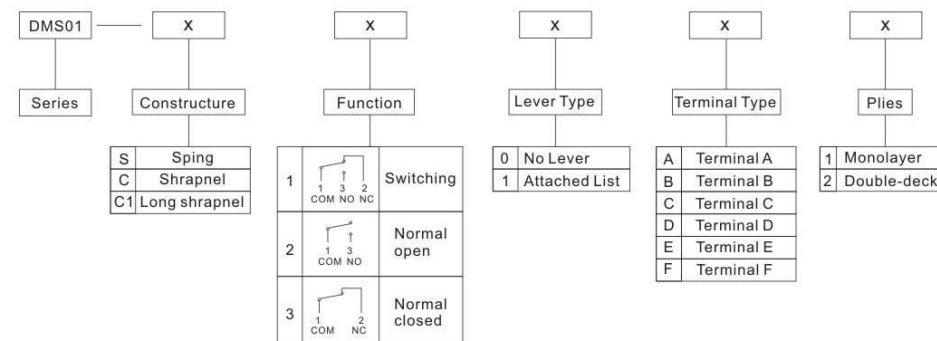 DMS01
X
X
X
X
X
Series
Constructure
Function
Lever Type
Terminal Type
Plies
S Sping
C Shrapnel
C1 Long shrapnel
1
1 3 2
COM NO NC
Switching
2
1 3
COM NO
Normal
open
3
1 2
COM NC
Normal
closed
0 No Lever
1 Attached List
A Terminal A
B Terminal B
C Terminal C
D Terminal D
E Terminal E
F Terminal F
1 Monolayer
2 Double-deck